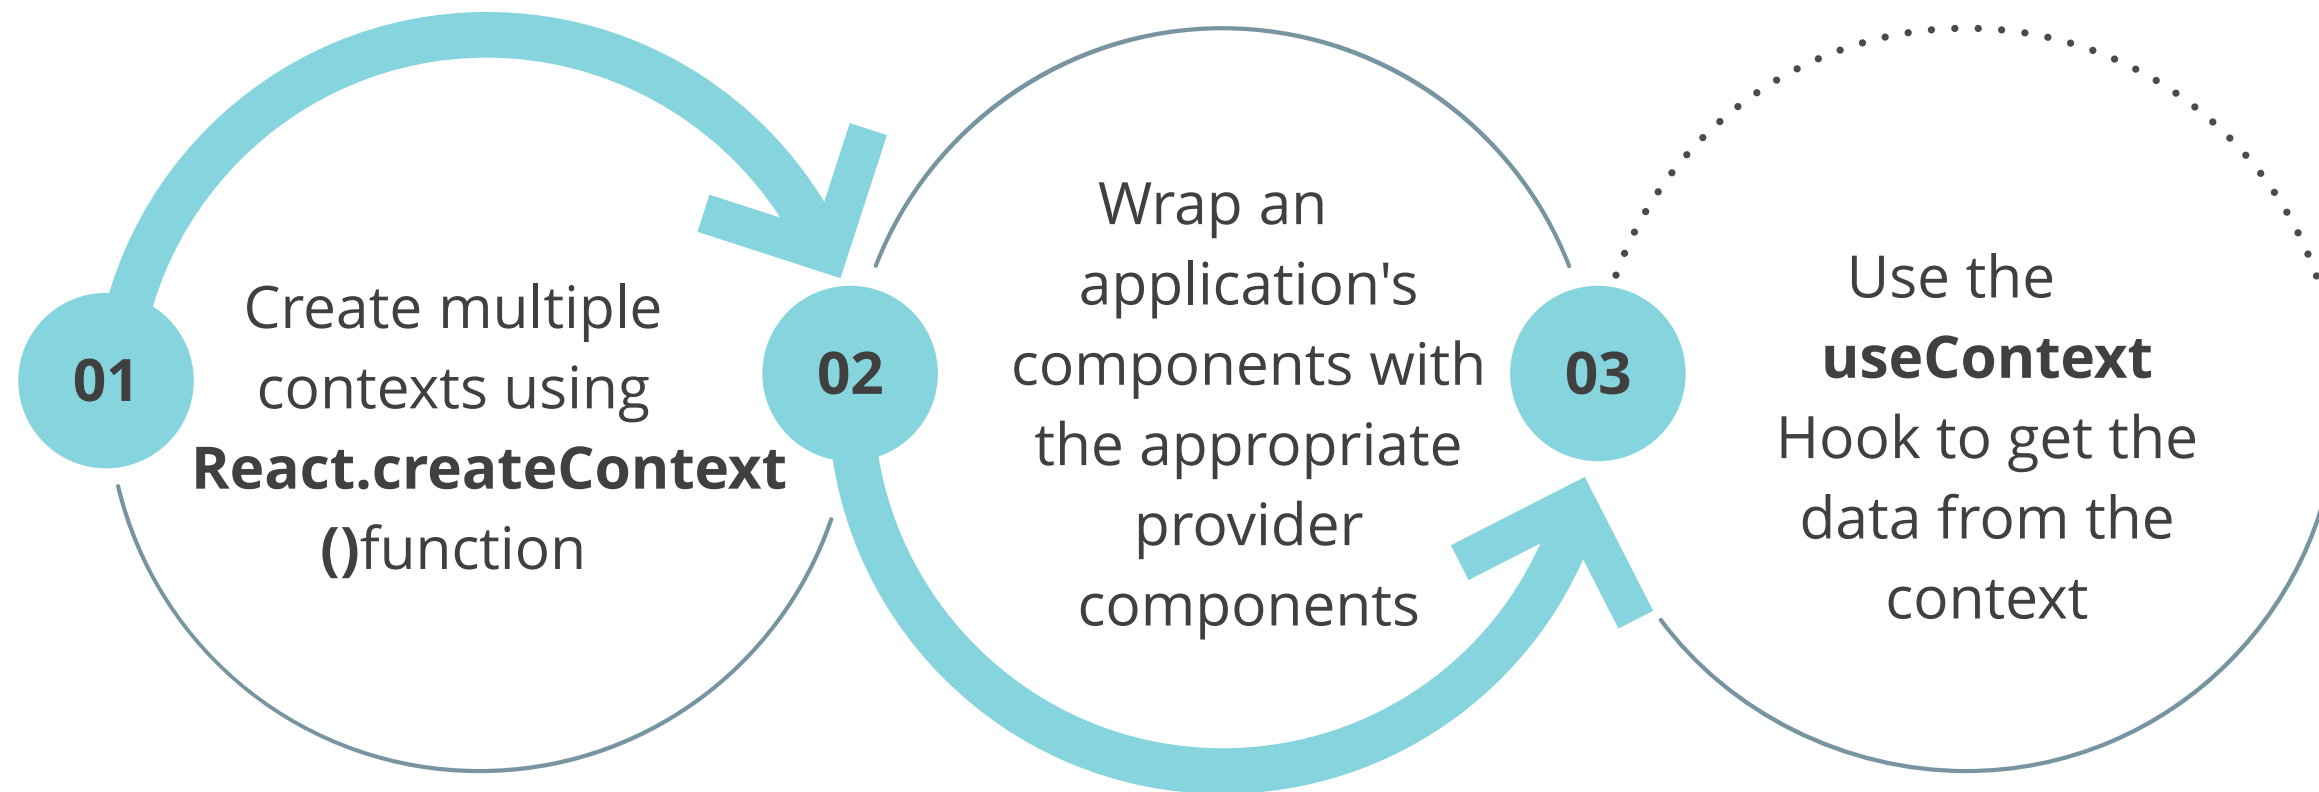 01
Create multiple
contexts using
React.createContext
()function
02
Wrap an
application's
components with
the appropriate
provider
components
03
Use the
useContext
Hook to get the
data from the
context